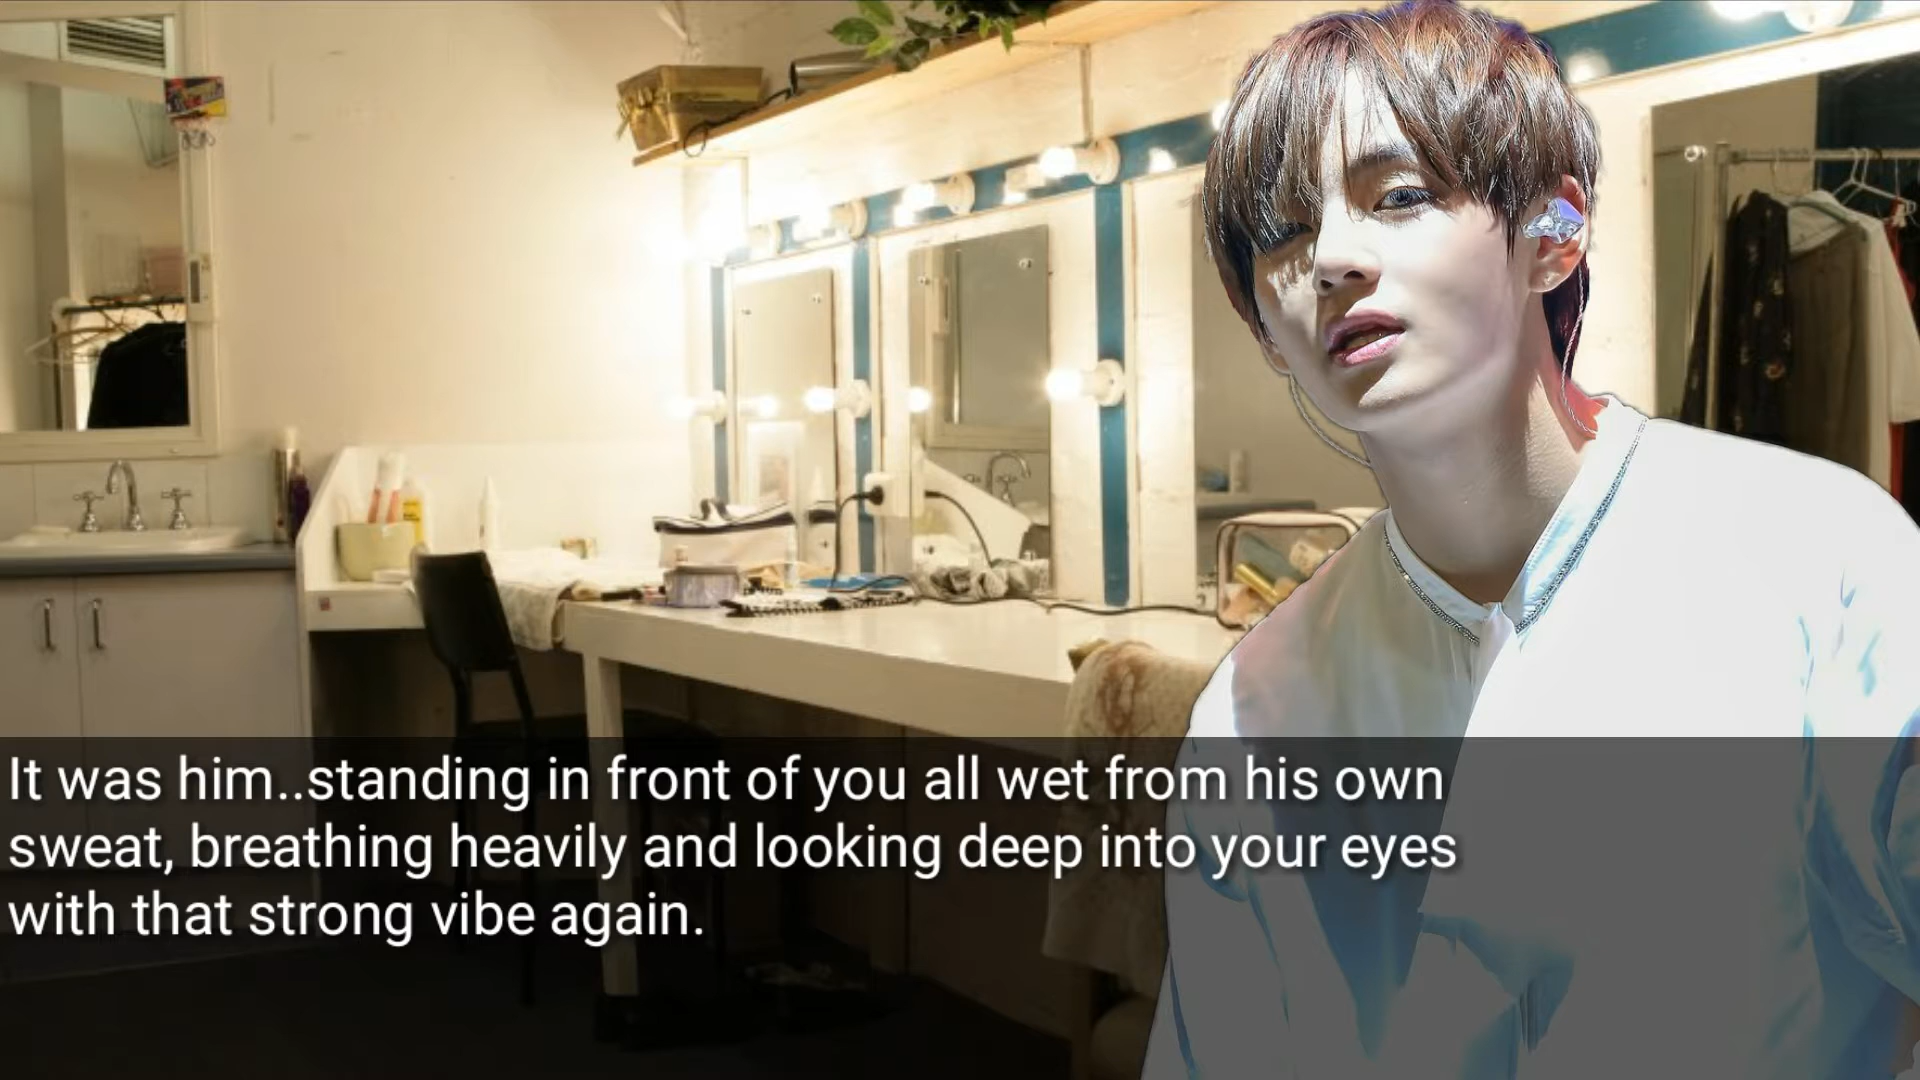 It was him..standing in front of you all wet from his own
sweat, breathing heavily and looking deep into your eyes
with that strong vibe again.